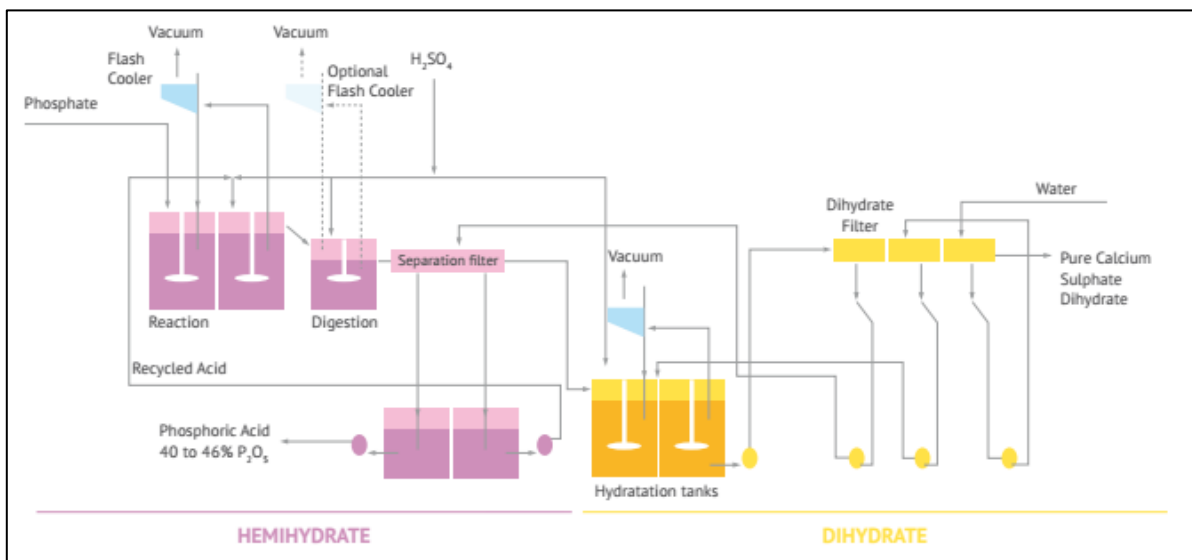 Vacuum
Vacuum
Flash
Cooler
Optional
Flash Cooler
H₂SO₄
Phosphate
Water
Dihydrate
Filter
Separation filter
Vacuum
Pure Calcium
Sulphate
Dihydrate
Reaction
Digestion
Recycled Acid
Phosphoric Acid
40 to 46% P₂O₅
Hydratation tanks
HEMIHYDRATE
DIHYDRATE